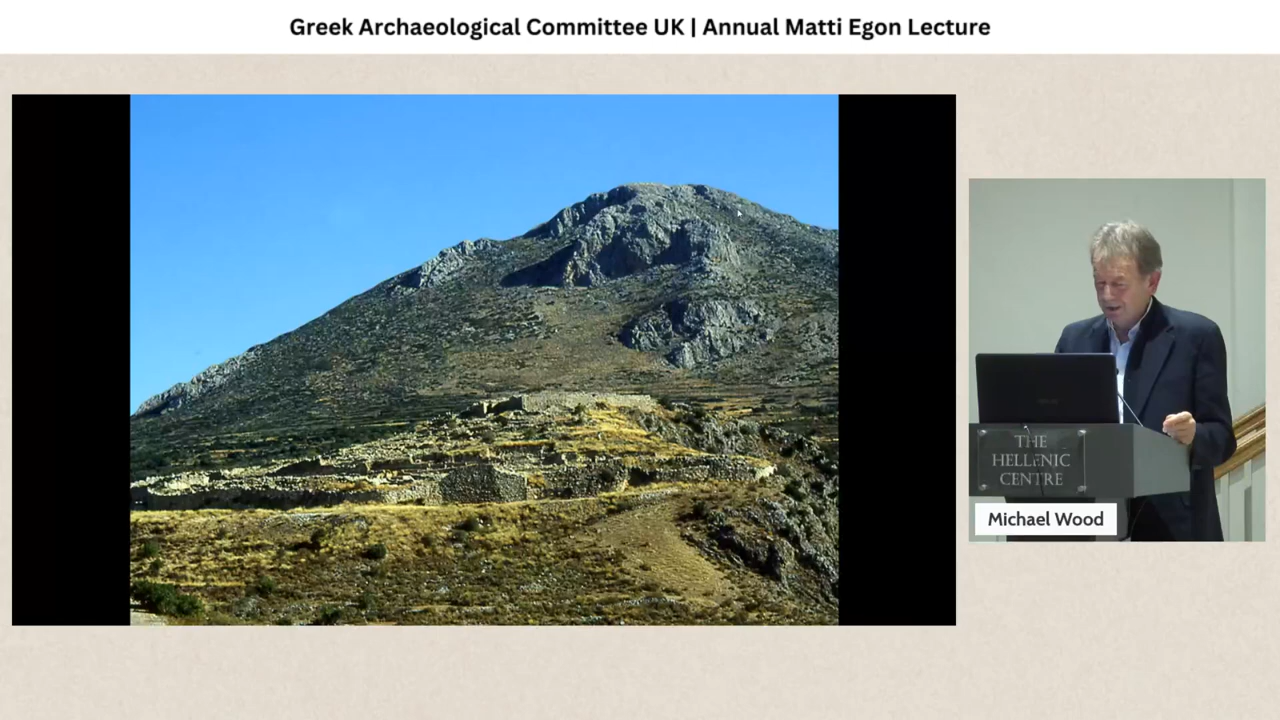 Greek Archaeological Committee UK | Annual Matti Egon Lecture
THE
HELLENIC
CENTRE
Michael Wood